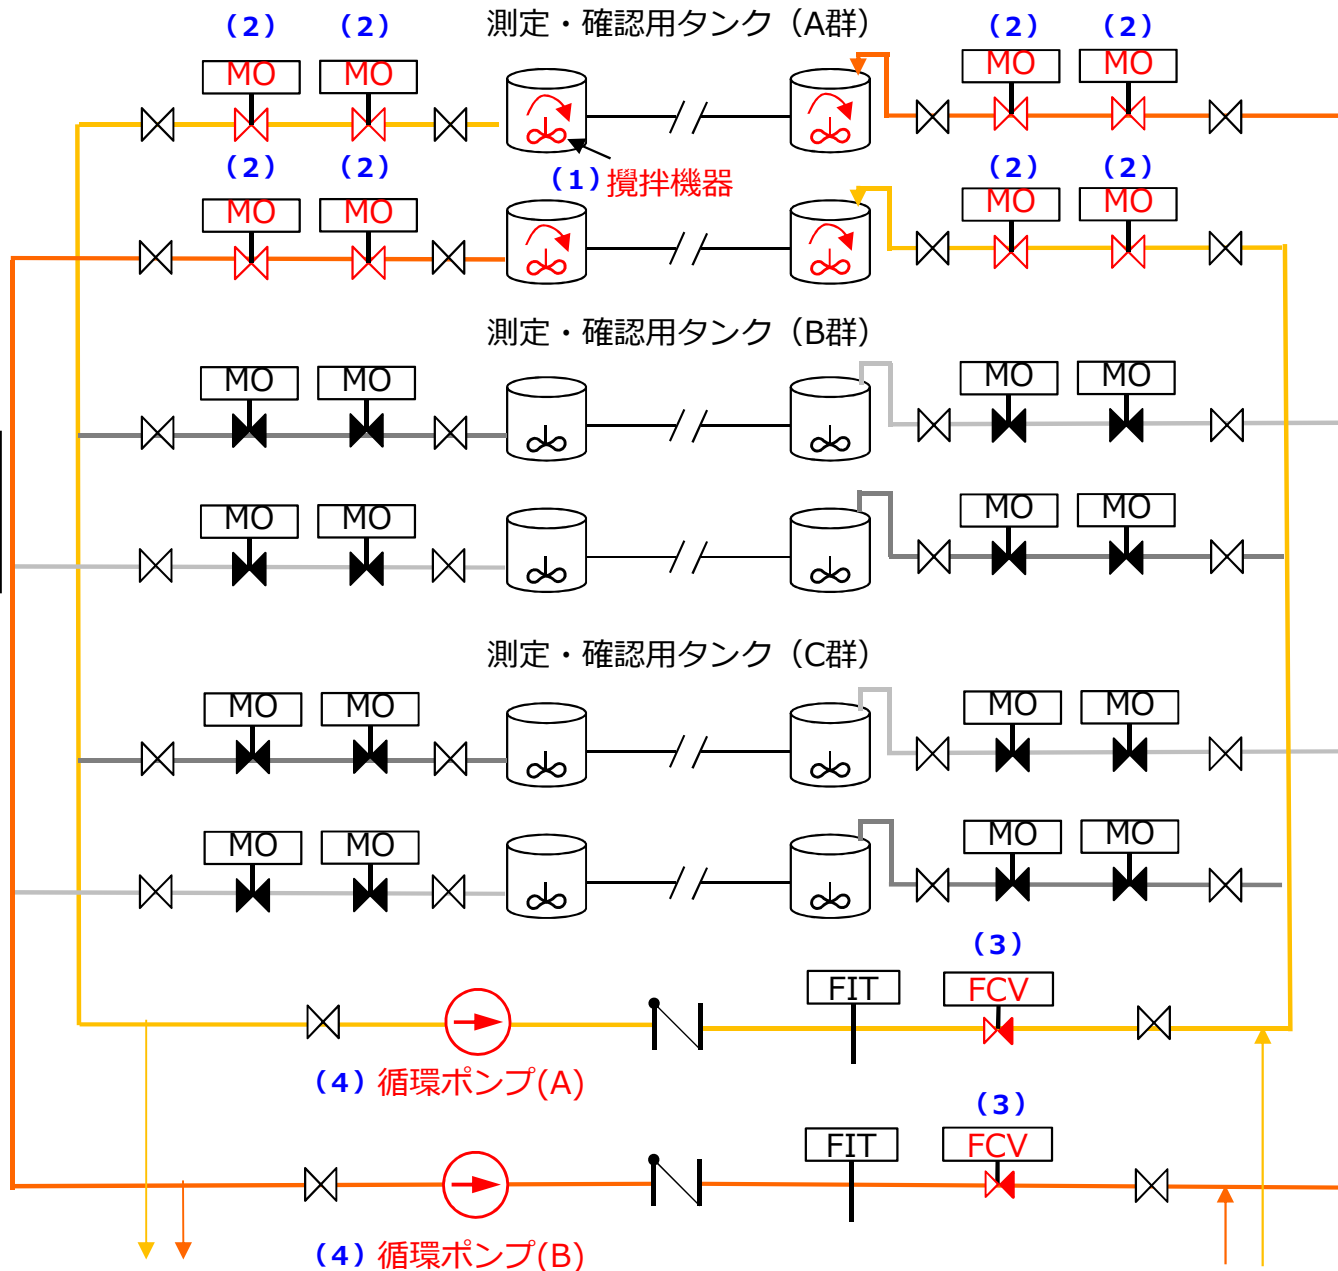 測定・確認用タンク（A群）
（2） （2） （2） （2）
MO MO MO MO
（1）攪拌機器
（2） （2） （2） （2）
MO MO MO MO
測定・確認用タンク（B群）
MO MO MO MO
MO MO MO MO
測定・確認用タンク（C群）
MO MO MO MO
MO MO MO MO
（3）
FIT FCV
（4）循環ポンプ(A)
（3）
FIT FCV
（4）循環ポンプ(B)